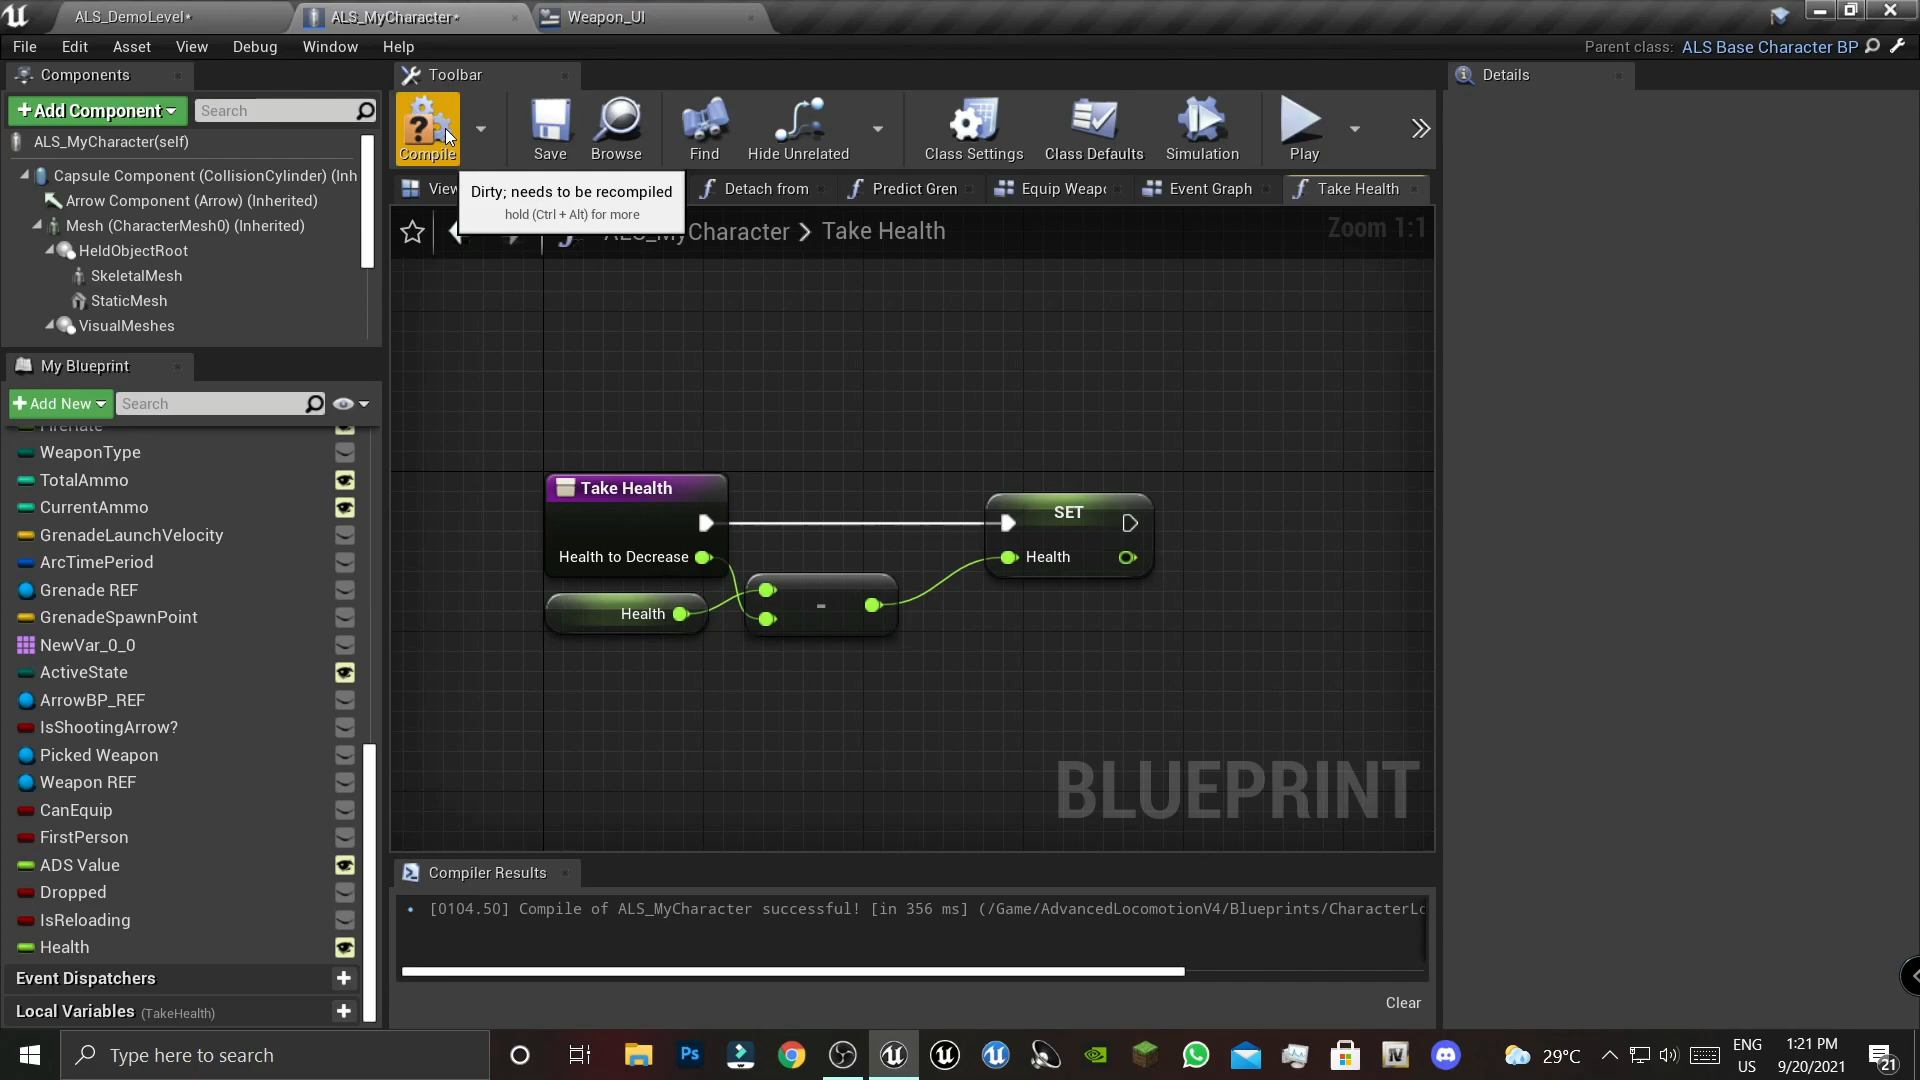 ALS_DemoLevel*
ALS_MyCharacter*
Weapon_UI
File
Edit
Asset
View
Debug
Window
Help
Parent class: ALS Base Character BP
Components
Toolbar
Details
+Add Component
Search
Compile
Save
Browse
Find
Hide Unrelated
Class Settings
Class Defaults
Simulation
Play
ALS_MyCharacter(self)
Capsule Component (CollisionCylinder) (Inh
Arrow Component (Arrow) (Inherited)
Mesh (CharacterMesh0) (Inherited)
HeldObjectRoot
SkeletalMesh
StaticMesh
VisualMeshes
View
Dirty; needs to be recompiled
hold (Ctrl + Alt) for more
Detach from
Predict Gren
Equip Weapo
Event Graph
Take Health
ALS_MyCharacter > Take Health
Zoom 1:1
My Blueprint
+Add New
Search
FireRate
WeaponType
TotalAmmo
CurrentAmmo
GrenadeLaunchVelocity
ArcTimePeriod
Grenade REF
GrenadeSpawnPoint
NewVar_0_0
ActiveState
ArrowBP_REF
IsShootingArrow?
Picked Weapon
Weapon REF
CanEquip
FirstPerson
ADS Value
Dropped
IsReloading
Health
Event Dispatchers
Local Variables (TakeHealth)
Take Health
Health to Decrease
Health
-
SET
Health
BLUEPRINT
Compiler Results
[0104.50] Compile of ALS_MyCharacter successful! [in 356 ms] (/Game/AdvancedLocomotionV4/Blueprints/CharacterLo
Clear
Type here to search
29°C
ENG
US
1:21 PM
9/20/2021
21